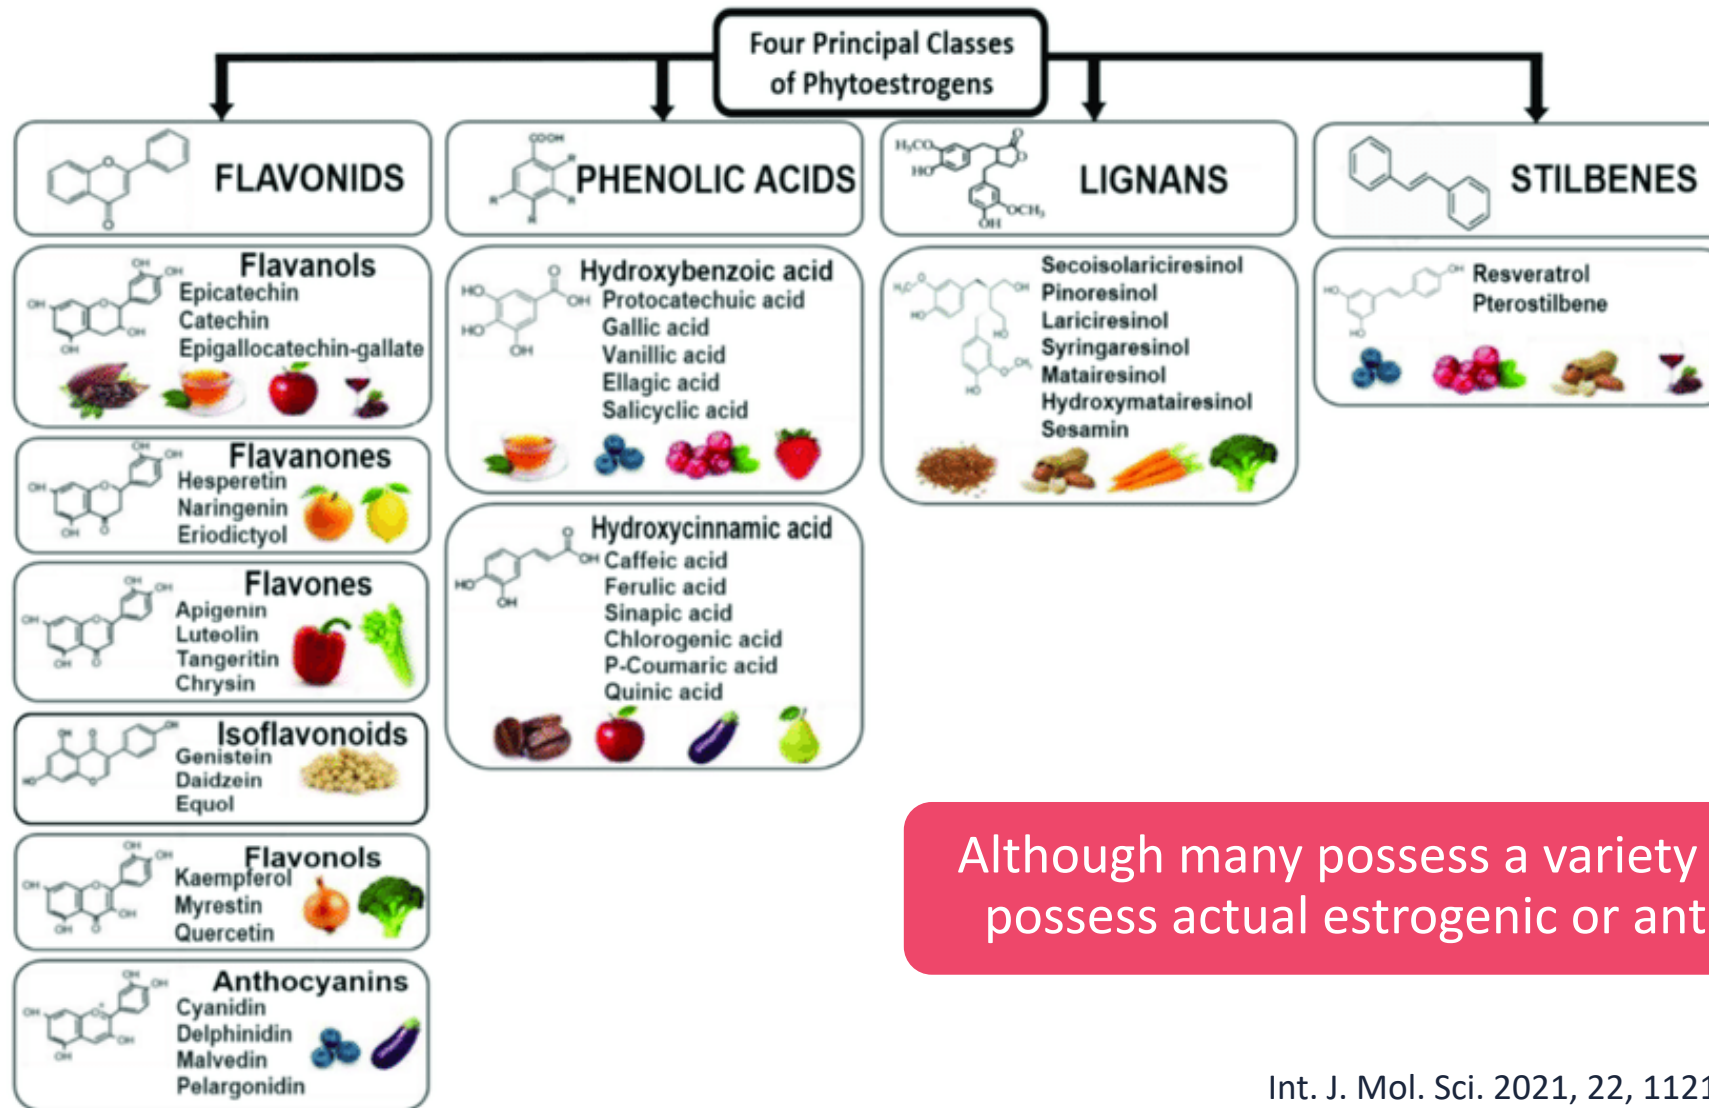 Four Principal Classes
of Phytoestrogens
FLAVONIDS
Flavanols
Epicatechin
Catechin
Epigallocatechin-gallate
Flavanones
Hesperetin
Naringenin
Eriodictyol
Flavones
Apigenin
Luteolin
Tangeritin
Chrysin
Isoflavonoids
Genistein
Daidzein
Equol
Flavonols
Kaempferol
Myrestin
Quercetin
Anthocyanins
Cyanidin
Delphinidin
Malvedin
Pelargonidin
PHENOLIC ACIDS
Hydroxybenzoic acid
Protocatechuic acid
Gallic acid
Vanillic acid
Ellagic acid
Salicyclic acid
Hydroxycinnamic acid
Caffeic acid
Ferulic acid
Sinapic acid
Chlorogenic acid
P-Coumaric acid
Quinic acid
LIGNANS
Secoisolariciresinol
Pinoresinol
Lariciresinol
Syringaresinol
Matairesinol
Hydroxymatairesinol
Sesamin
STILBENES
Resveratrol
Pterostilbene
Although many possess a variety
possess actual estrogenic or ant
Int. J. Mol. Sci. 2021, 22, 1121